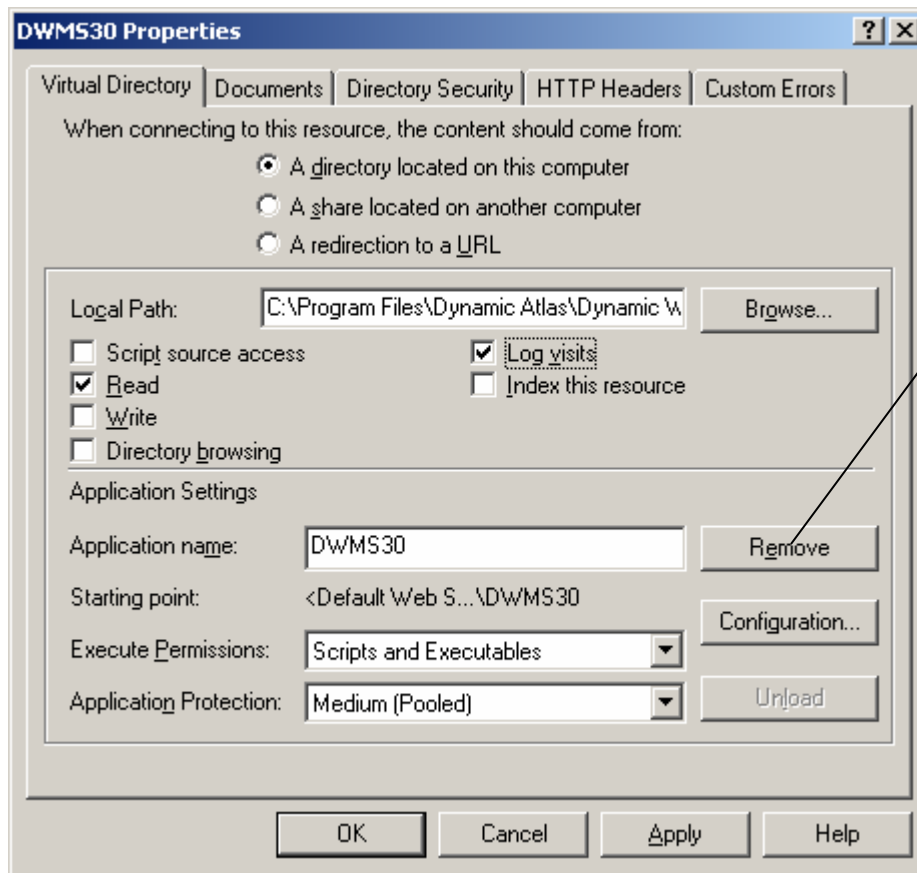 DWMS30 Properties
Virtual Directory Documents Directory Security HTTP Headers Custom Errors
When connecting to this resource, the content should come from:
A directory located on this computer
A share located on another computer
A redirection to a URL
Local Path: C:\Program Files\Dynamic Atlas\Dynamic W Browse...
Script source access Log visits
Read Index this resource
Write
Directory browsing
Application Settings
Application name: DWMS30 Remove
Starting point: <Default Web S...\DWMS30
Configuration...
Execute Permissions: Scripts and Executables
Application Protection: Medium (Pooled) Unload
OK Cancel Apply Help